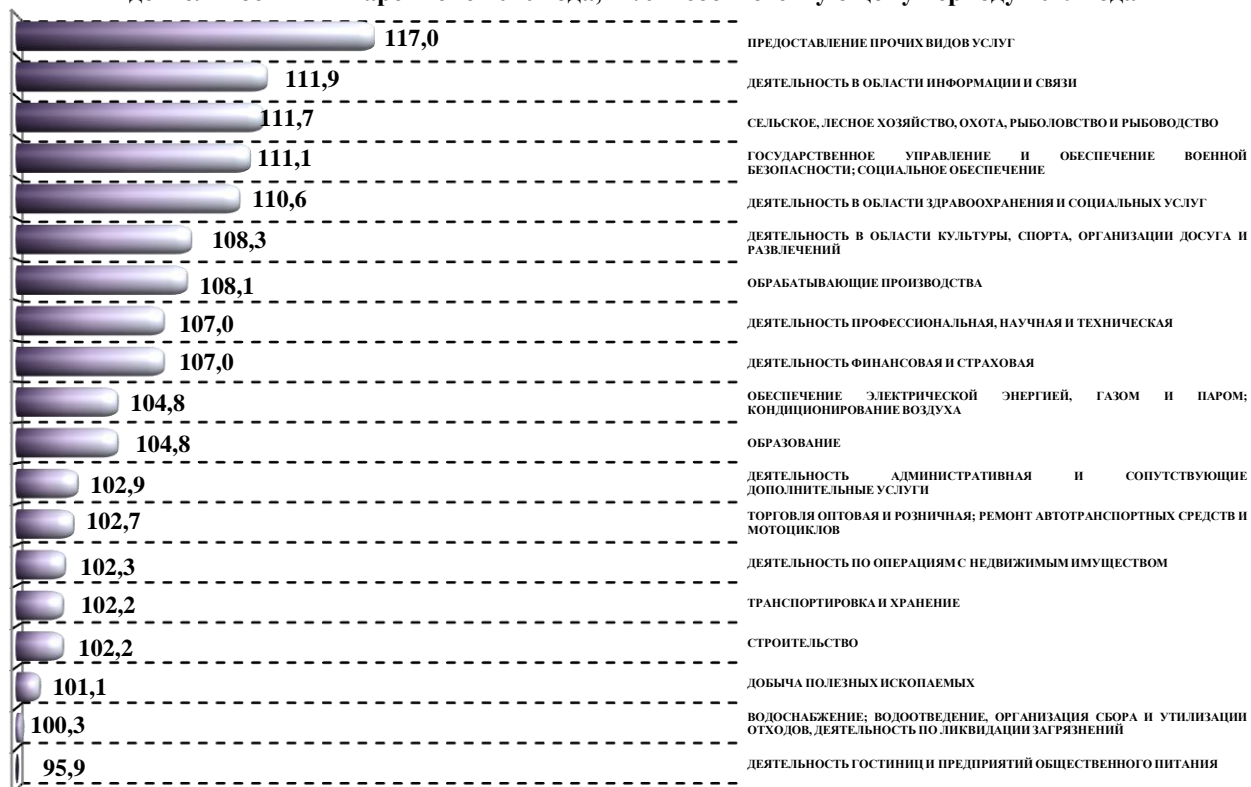 117,0 ПРЕДОСТАВЛЕНИЕ ПРОЧИХ ВИДОВ УСЛУГ
111,9 ДЕЯТЕЛЬНОСТЬ В ОБЛАСТИ ИНФОРМАЦИИ И СВЯЗИ
111,7 СЕЛЬСКОЕ, ЛЕСНОЕ ХОЗЯЙСТВО, ОХОТА, РЫБОЛОВСТВО И РЫБОВОДСТВО
111,1 ГОСУДАРСТВЕННОЕ УПРАВЛЕНИЕ И ОБЕСПЕЧЕНИЕ ВОЕННОЙ
БЕЗОПАСНОСТИ; СОЦИАЛЬНОЕ ОБЕСПЕЧЕНИЕ
110,6 ДЕЯТЕЛЬНОСТЬ В ОБЛАСТИ ЗДРАВООХРАНЕНИЯ И СОЦИАЛЬНЫХ УСЛУГ
108,3 ДЕЯТЕЛЬНОСТЬ В ОБЛАСТИ КУЛЬТУРЫ, СПОРТА, ОРГАНИЗАЦИИ ДОСУГА И
РАЗВЛЕЧЕНИЙ
108,1 ОБРАБАТЫВАЮЩИЕ ПРОИЗВОДСТВА
107,0 ДЕЯТЕЛЬНОСТЬ ПРОФЕССИОНАЛЬНАЯ, НАУЧНАЯ И ТЕХНИЧЕСКАЯ
107,0 ДЕЯТЕЛЬНОСТЬ ФИНАНСОВАЯ И СТРАХОВАЯ
104,8 ОБЕСПЕЧЕНИЕ ЭЛЕКТРИЧЕСКОЙ ЭНЕРГИЕЙ, ГАЗОМ И ПАРОМ;
КОНДИЦИОНИРОВАНИЕ ВОЗДУХА
104,8 ОБРАЗОВАНИЕ
102,9 ДЕЯТЕЛЬНОСТЬ АДМИНИСТРАТИВНАЯ И СОПУТСТВУЮЩИЕ
ДОПОЛНИТЕЛЬНЫЕ УСЛУГИ
102,7 ТОРГОВЛЯ ОПТОВАЯ И РОЗНИЧНАЯ; РЕМОНТ АВТОТРАНСПОРТНЫХ СРЕДСТВ И
МОТОЦИКЛОВ
102,3 ДЕЯТЕЛЬНОСТЬ ПО ОПЕРАЦИЯМ С НЕДВИЖИМЫМ ИМУЩЕСТВОМ
102,2 ТРАНСПОРТИРОВКА И ХРАНЕНИЕ
102,2 СТРОИТЕЛЬСТВО
101,1 ДОБЫЧА ПОЛЕЗНЫХ ИСКОПАЕМЫХ
100,3 ВОДОСНАБЖЕНИЕ; ВОДООТВЕДЕНИЕ, ОРГАНИЗАЦИЯ СБОРА И УТИЛИЗАЦИИ
ОТХОДОВ, ДЕЯТЕЛЬНОСТЬ ПО ЛИКВИДАЦИИ ЗАГРЯЗНЕНИЙ
95,9 ДЕЯТЕЛЬНОСТЬ ГОСТИНИЦ И ПРЕДПРИЯТИЙ ОБЩЕСТВЕННОГО ПИТАНИЯ